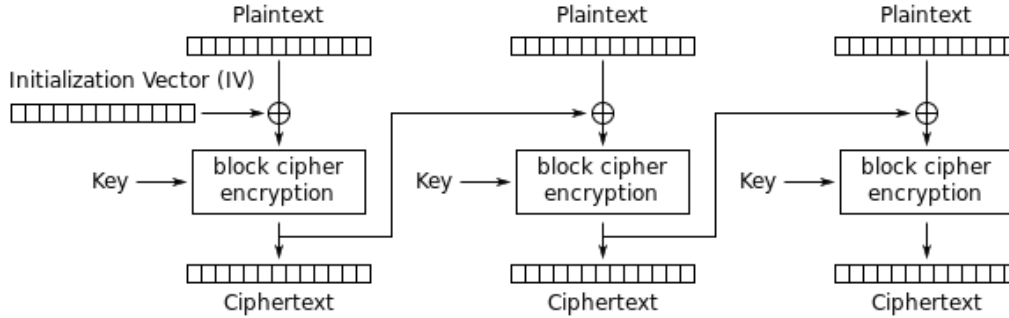 Plaintext Plaintext Plaintext
Initialization Vector (IV)
Key block cipher encryption Key block cipher encryption Key block cipher encryption
Ciphertext Ciphertext Ciphertext